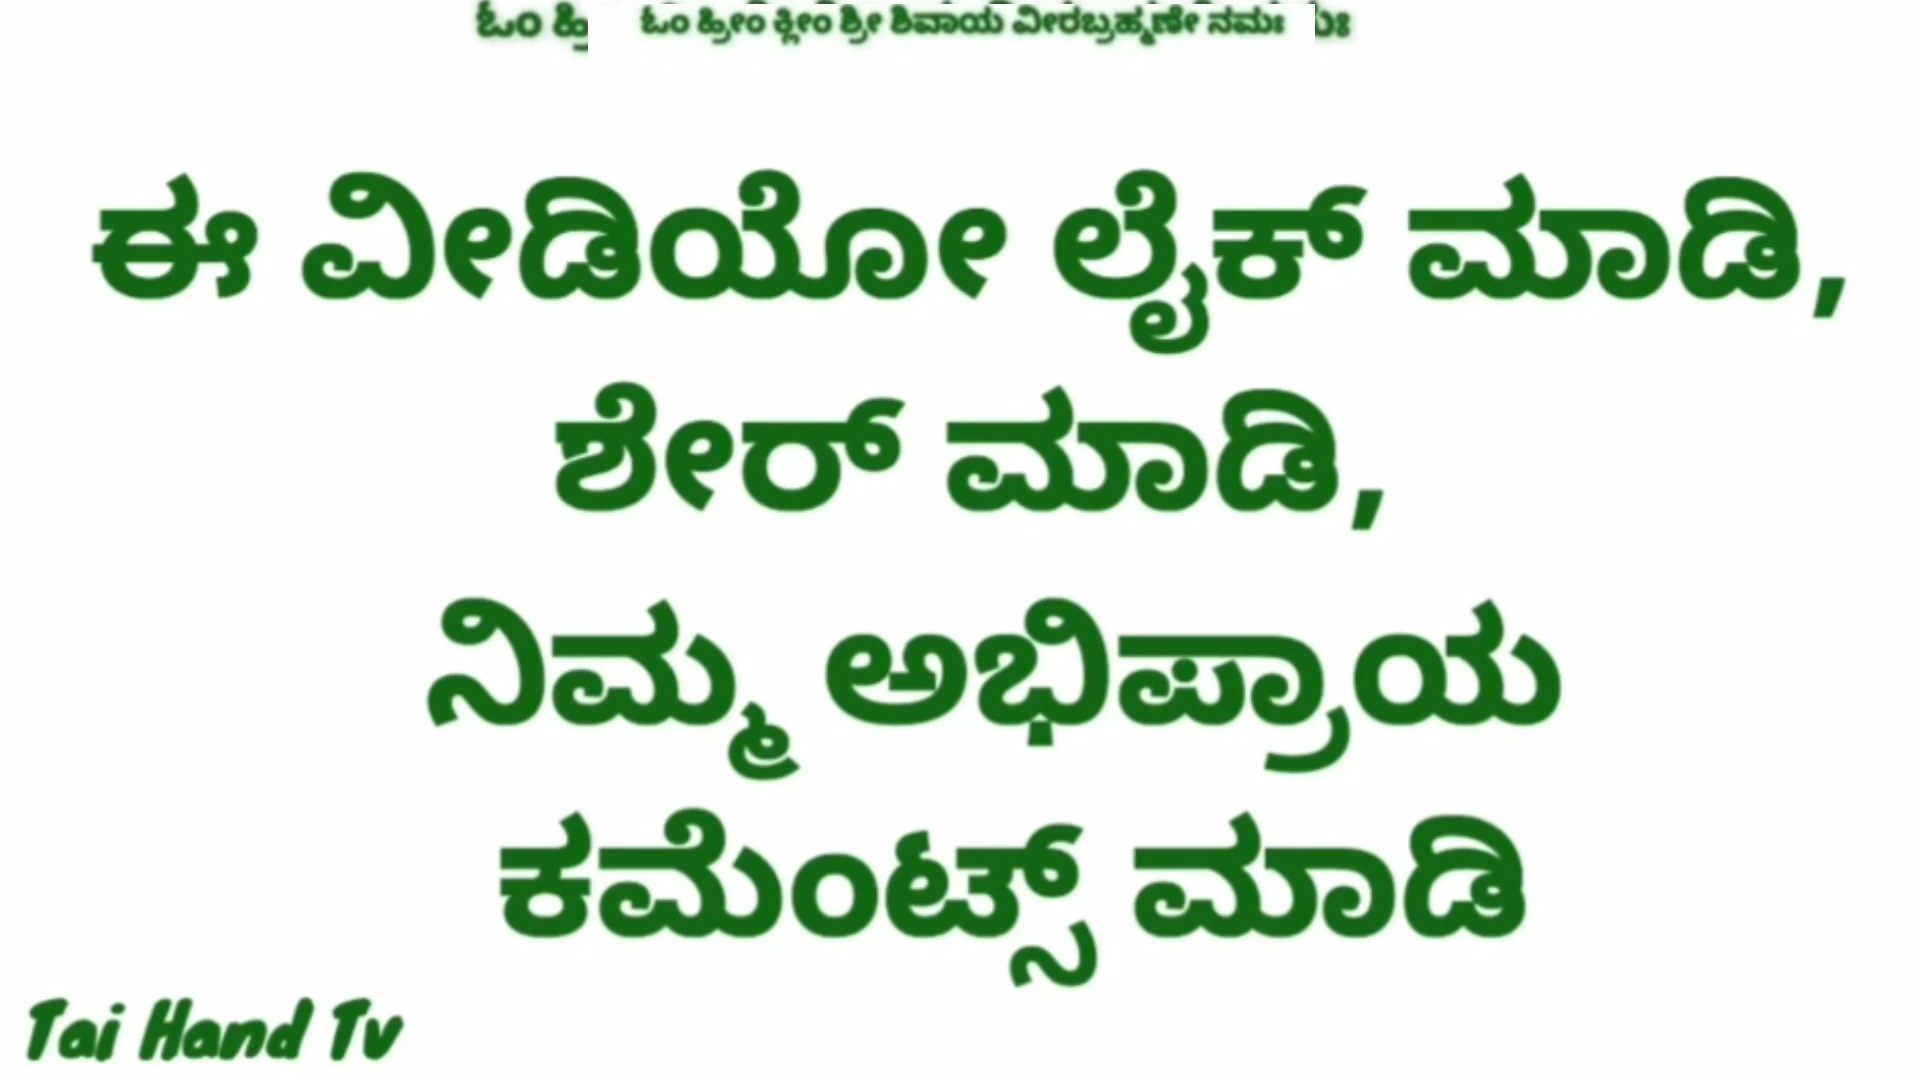 ಓಂ ಹ್ರೀಂ ಕ್ಲೀಂ ಶ್ರೀ ಶಿವಾಯ ವೀರಬ್ರಹ್ಮಣೇ ನಮಃ
ಈ ವೀಡಿಯೋ ಲೈಕ್ ಮಾಡಿ,
ಶೇರ್ ಮಾಡಿ,
ನಿಮ್ಮ ಅಭಿಪ್ರಾಯ
ಕಮೆಂಟ್ಸ್ ಮಾಡಿ
Tai Hand Tv